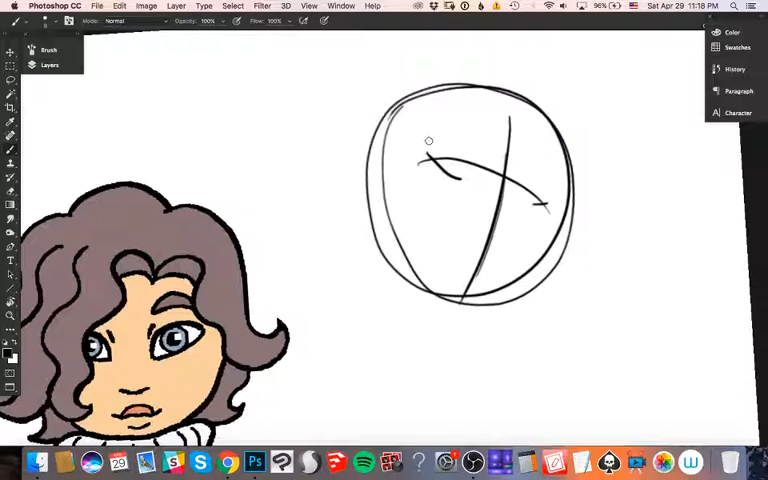 Photoshop CC File Edit Image Layer Type Select Filter 3D View Window Help 96% Sat Apr 29 11:18 PM
Mode: Normal Opacity: 100% Flow: 100%
Brush
Layers
Color
Swatches
History
Paragraph
Character